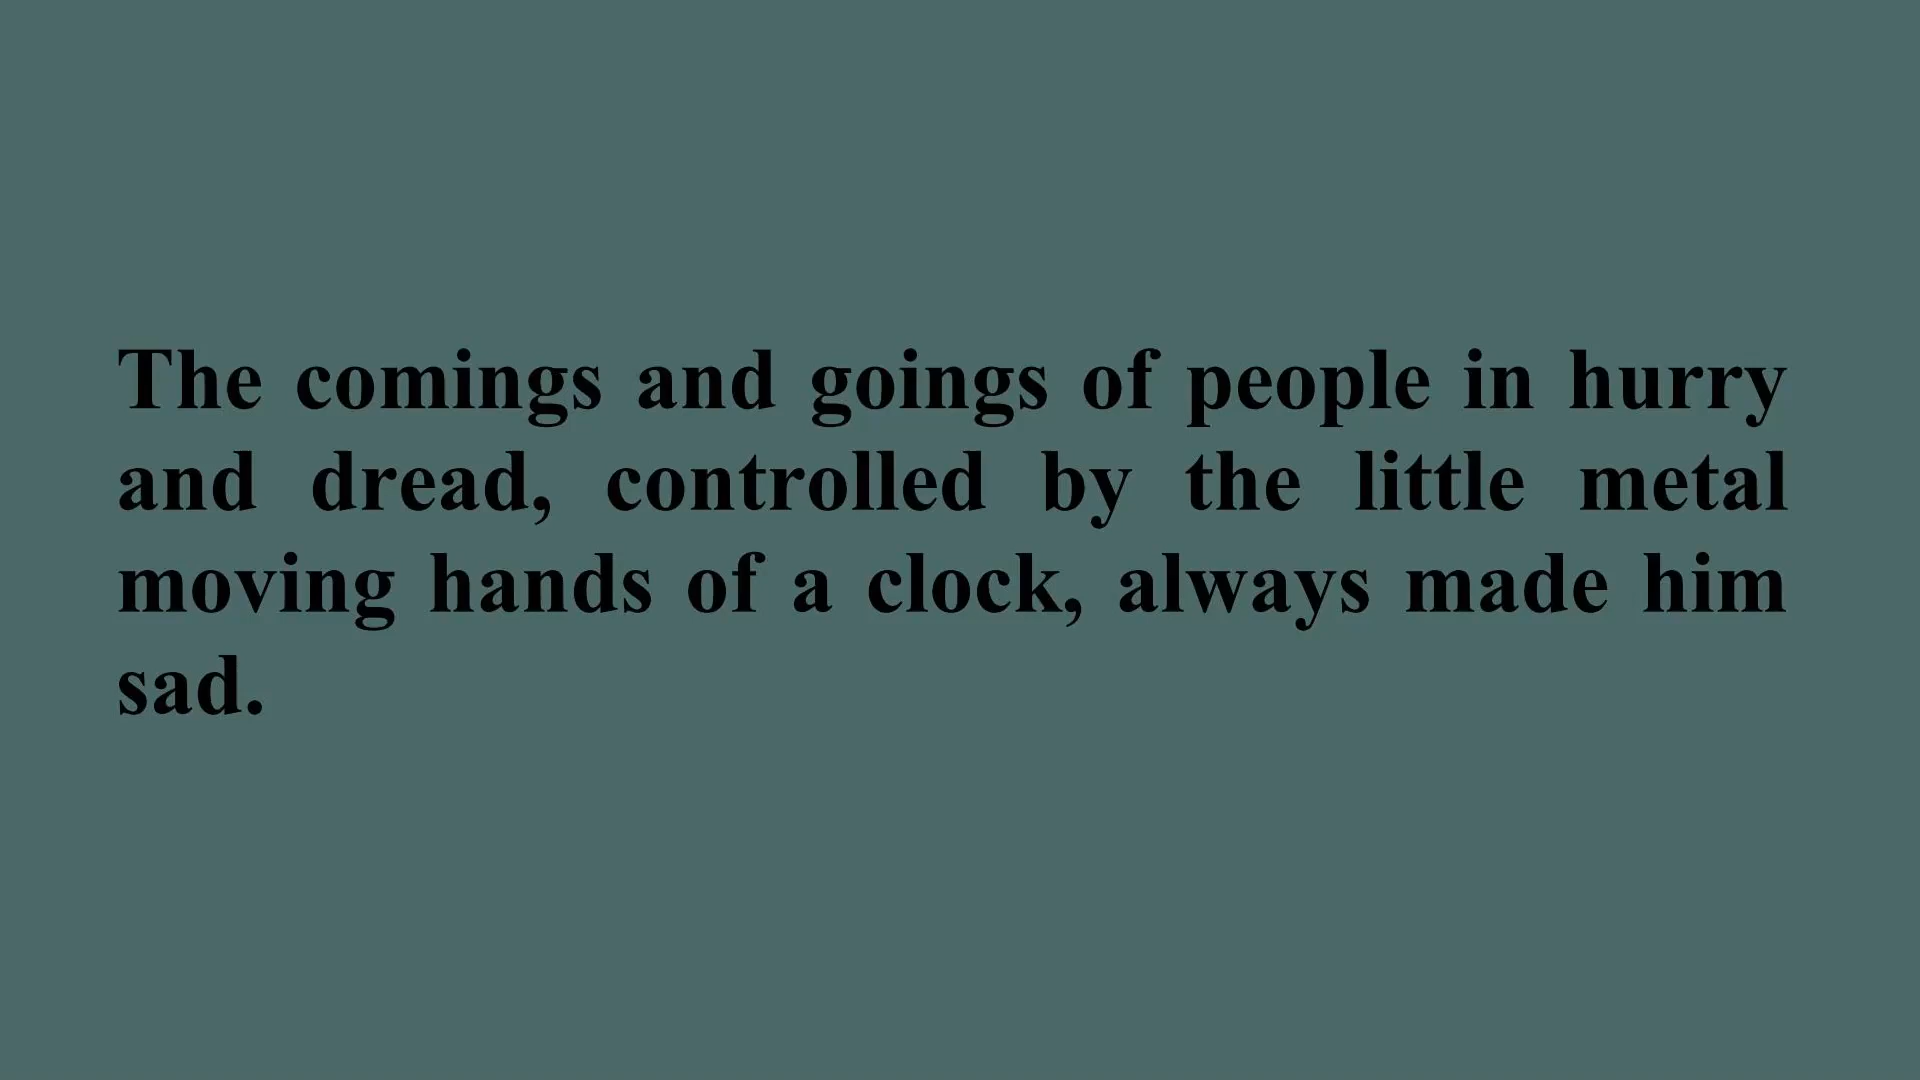 The comings and goings of people in hurry
and dread, controlled by the little metal
moving hands of a clock, always made him
sad.